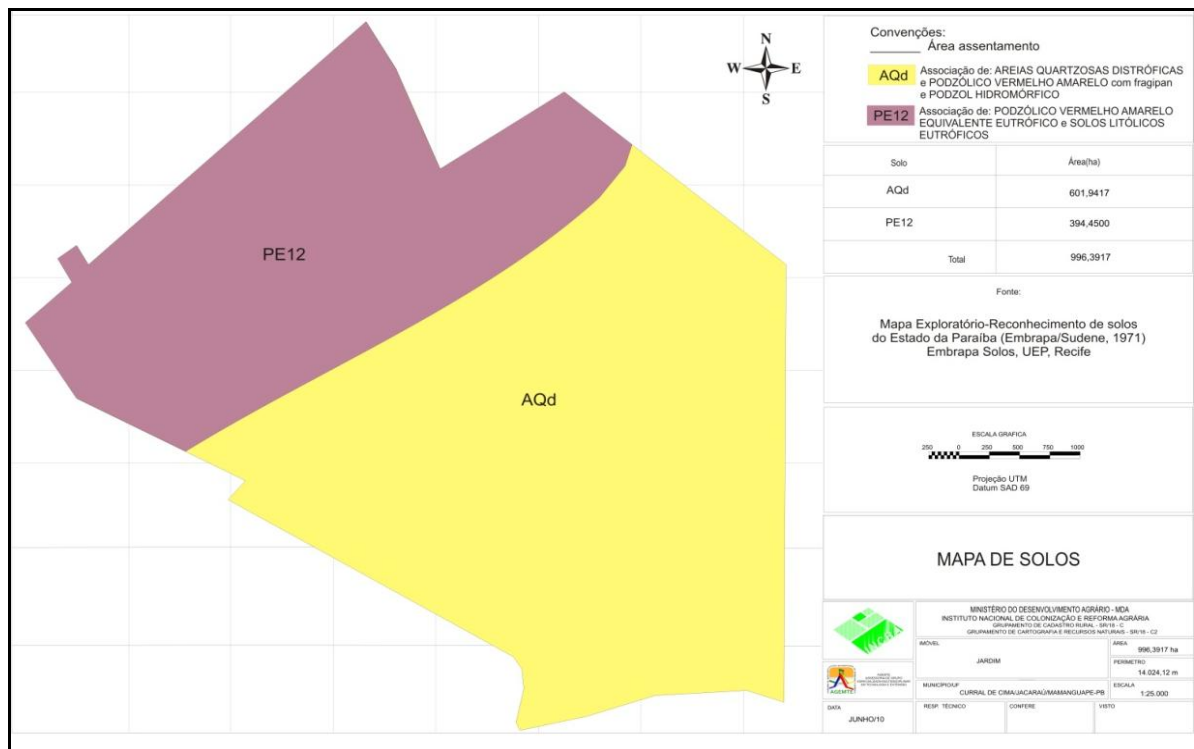 N
W E
S
PE12
AQd
Convenções:
Área assentamento
AQd
Associação de: AREIAS QUARTZOSAS DISTRÓFICAS
e PODZÓLICO VERMELHO AMARELO com fragipan
e PODZOL HIDROMÓRFICO
PE12
Associação de: PODZÓLICO VERMELHO AMARELO
EQUIVALENTE EUTRÓFICO e SOLOS LITÓLICOS
EUTRÓFICOS
Solo Área(ha)
AQd 601,9417
PE12 394,4500
Total 996,3917
Fonte:
Mapa Exploratório-Reconhecimento de solos
do Estado da Paraíba (Embrapa/Sudene, 1971)
Embrapa Solos, UEP, Recife
ESCALA GRAFICA
250 0 250 500 750 1000
Projeção UTM
Datum SAD 69
MAPA DE SOLOS
MINISTÉRIO DO DESENVOLVIMENTO AGRÁRIO - MDA
INSTITUTO NACIONAL DE COLONIZAÇÃO E REFORMA AGRÁRIA
GRUPAMENTO DE CADASTRO RURAL - SR/18 - C
GRUPAMENTO DE CARTOGRAFIA E RECURSOS NATURAIS - SR/18 - C2
INCRA
IMÓVEL
JARDIM
ÁREA
996,3917 ha
PERÍMETRO
14.024,12 m
AGEMTE
MUNICÍPIO/UF
CURRAL DE CIMA/JACARAÚ/MAMANGUAPE-PB
ESCALA
1:25.000
DATA
JUNHO/10
RESP. TÉCNICO
CONFERE
VISTO